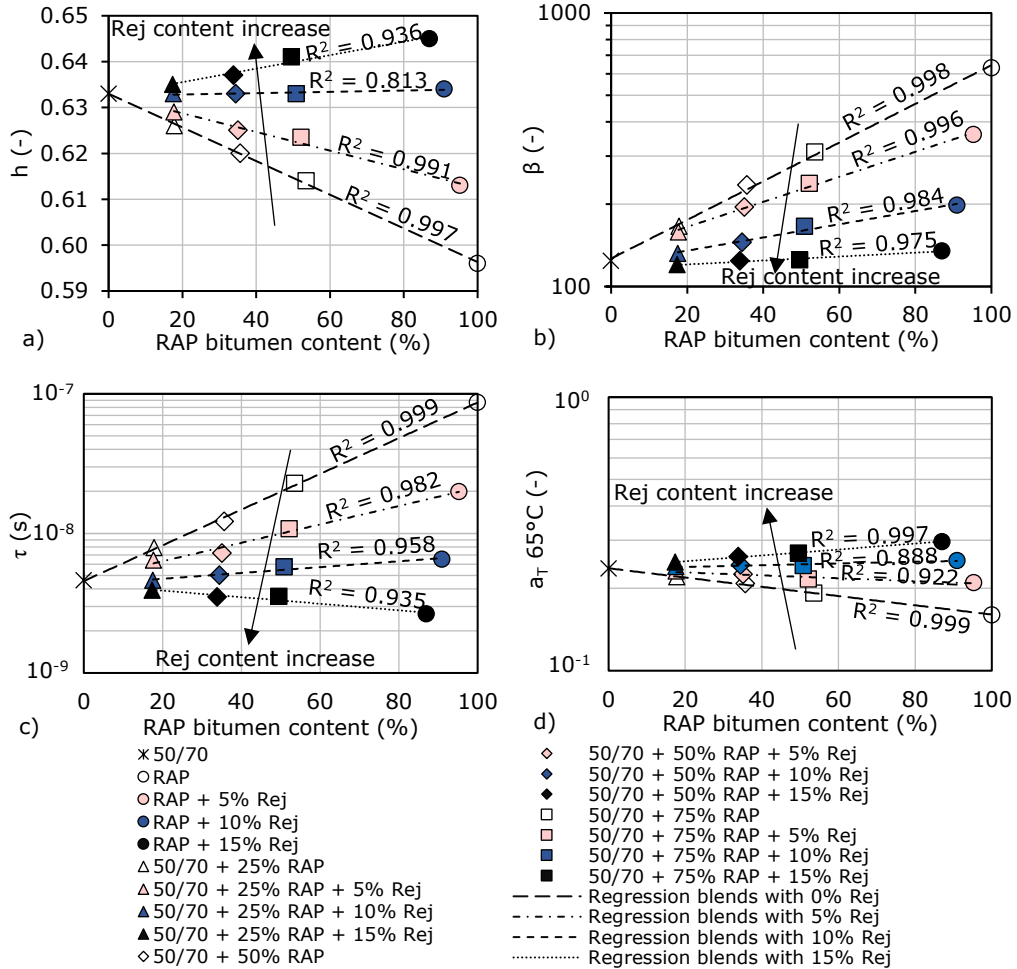 0.65
0.64
0.63
0.62
0.61
0.60
0.59
h (-)
Rej content increase
R² = 0.936
R² = 0.813
R² = 0.991
R² = 0.997
0 20 40 60 80 100
a) RAP bitumen content (%)
1000
100
β (-)
R² = 0.998
R² = 0.996
R² = 0.984
R² = 0.975
Rej content increase
0 20 40 60 80 100
b) RAP bitumen content (%)
10⁻⁷
10⁻⁸
10⁻⁹
τ (s)
R² = 0.999
R² = 0.982
R² = 0.958
R² = 0.935
Rej content increase
0 20 40 60 80 100
c) RAP bitumen content (%)
10⁰
10⁻¹
a_T 65°C (-)
Rej content increase
R² = 0.997
R² = 0.888
R² = 0.922
R² = 0.999
0 20 40 60 80 100
d) RAP bitumen content (%)
50/70
RAP
RAP + 5% Rej
RAP + 10% Rej
RAP + 15% Rej
50/70 + 25% RAP
50/70 + 25% RAP + 5% Rej
50/70 + 25% RAP + 10% Rej
50/70 + 25% RAP + 15% Rej
50/70 + 50% RAP
50/70 + 50% RAP + 5% Rej
50/70 + 50% RAP + 10% Rej
50/70 + 50% RAP + 15% Rej
50/70 + 75% RAP
50/70 + 75% RAP + 5% Rej
50/70 + 75% RAP + 10% Rej
50/70 + 75% RAP + 15% Rej
Regression blends with 0% Rej
Regression blends with 5% Rej
Regression blends with 10% Rej
Regression blends with 15% Rej